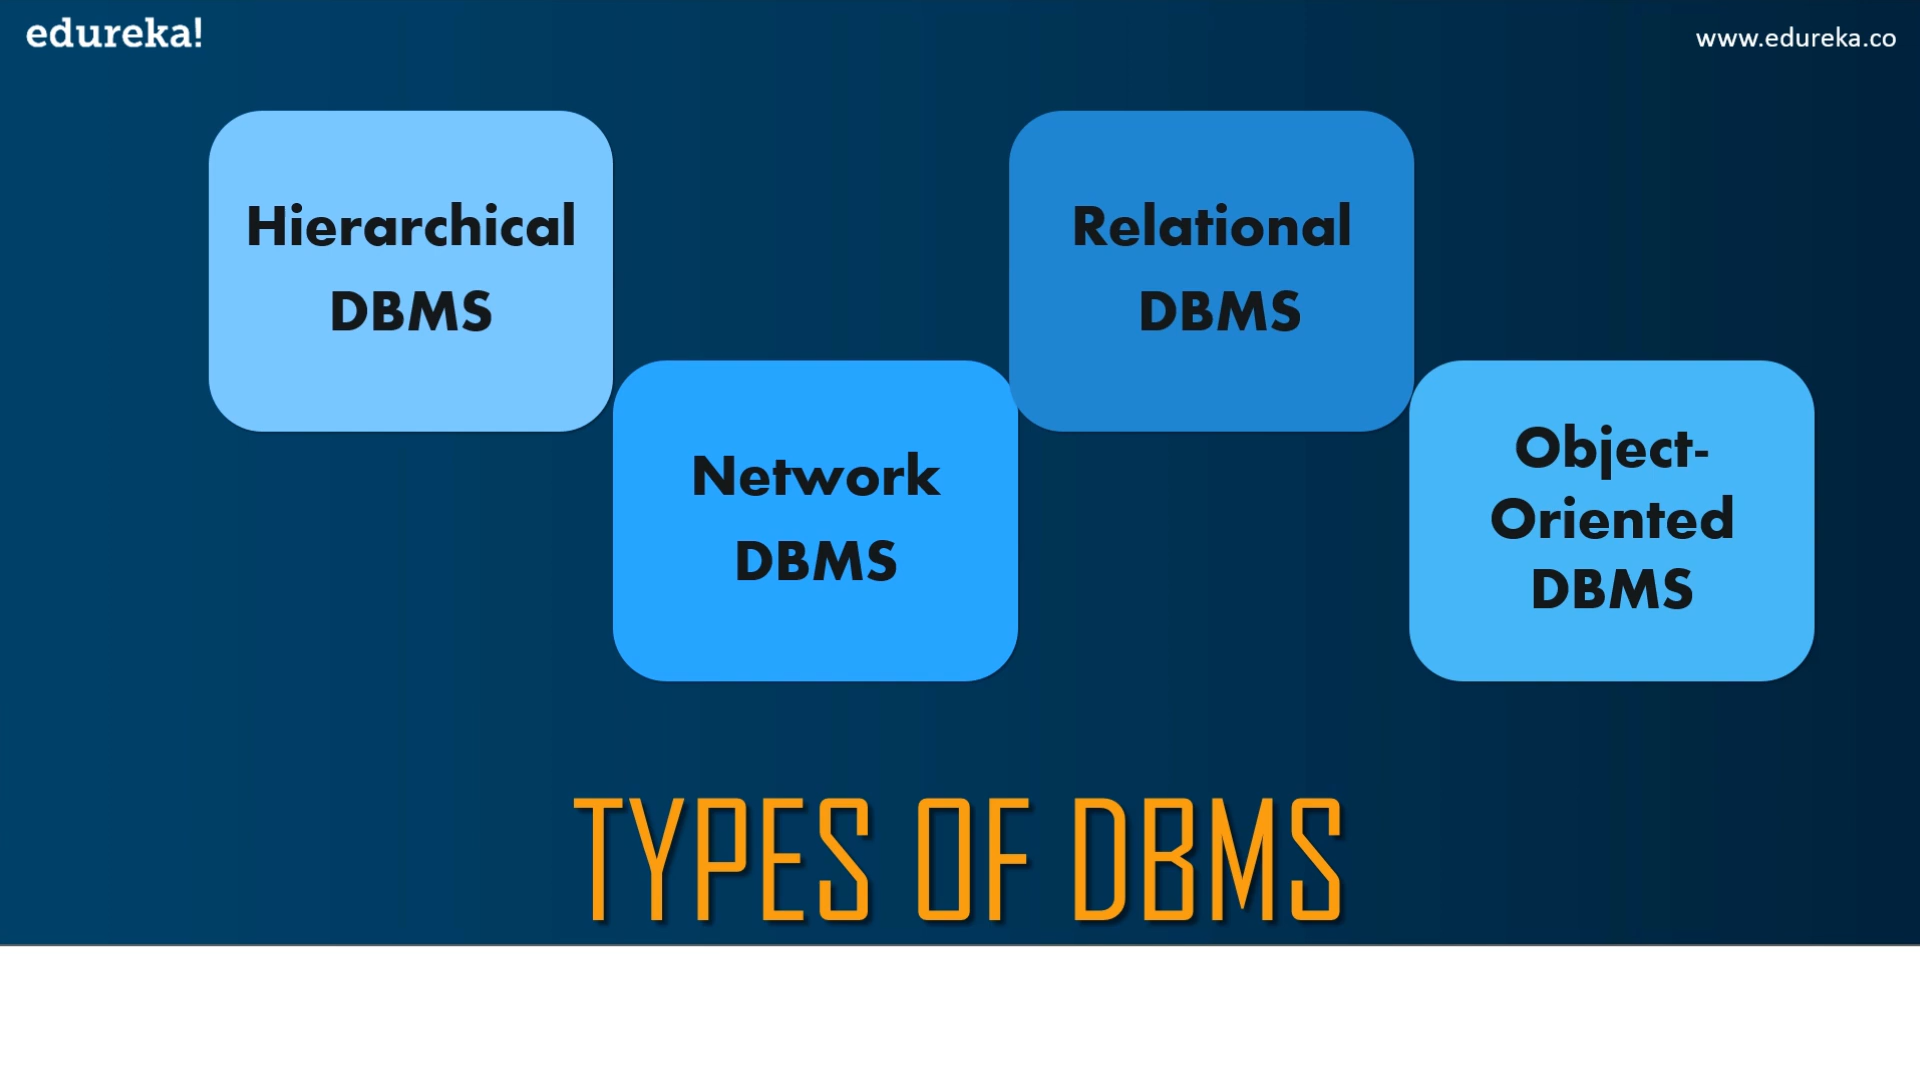 edureka!
www.edureka.co
Hierarchical
DBMS
Network
DBMS
Relational
DBMS
Object-
Oriented
DBMS
TYPES OF DBMS